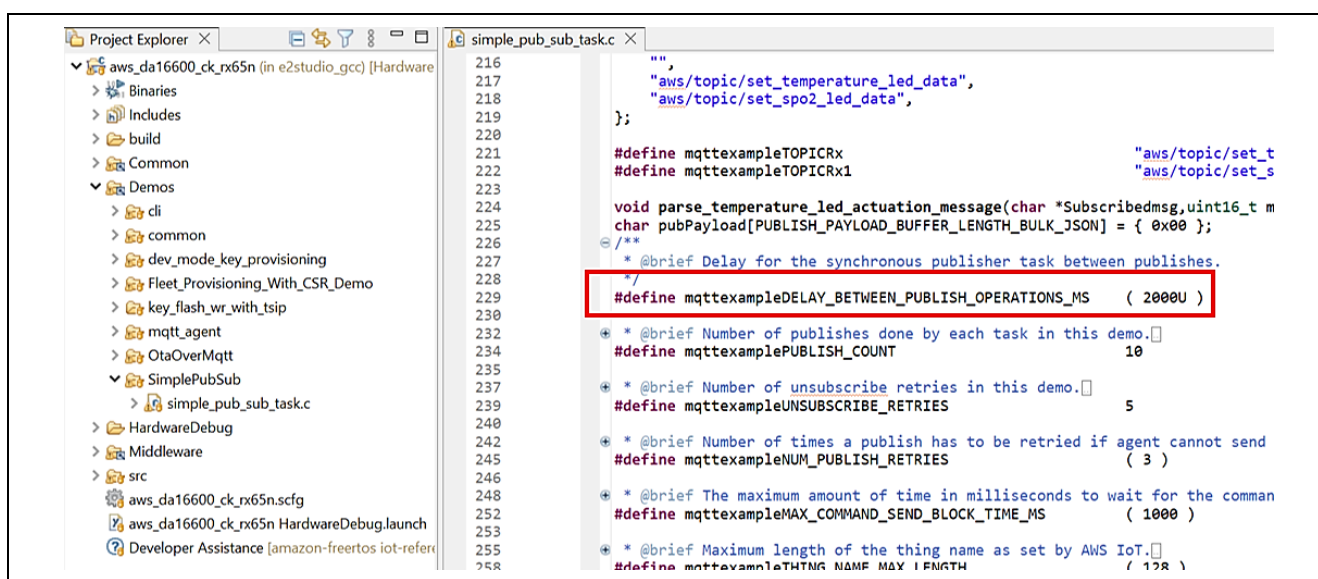 Project Explorer
aws_da16600_ck_rx65n (in e2studio_gcc) [Hardware
Binaries
Includes
build
Common
Demos
cli
common
dev_mode_key_provisioning
Fleet_Provisioning_With_CSR_Demo
key_flash_wr_with_tsip
mqtt_agent
OtaOverMqtt
SimplePubSub
simple_pub_sub_task.c
HardwareDebug
Middleware
src
aws_da16600_ck_rx65n.scfg
aws_da16600_ck_rx65n HardwareDebug.launch
Developer Assistance [amazon-freertos iot-refere
simple_pub_sub_task.c
216 "",
217 "aws/topic/set_temperature_led_data",
218 "aws/topic/set_spo2_led_data",
219 };
220
221 #define mqttexampleTOPICRx "aws/topic/set_t
222 #define mqttexampleTOPICRx1 "aws/topic/set_s
223
224 void parse_temperature_led_actuation_message(char *Subscribedmsg,uint16_t m
225 char pubPayload[PUBLISH_PAYLOAD_BUFFER_LENGTH_BULK_JSON] = { 0x00 };
226 /**
227 * @brief Delay for the synchronous publisher task between publishes.
228 */
229 #define mqttexampleDELAY_BETWEEN_PUBLISH_OPERATIONS_MS ( 2000U )
230
232 * @brief Number of publishes done by each task in this demo.
234 #define mqttexamplePUBLISH_COUNT 10
235
237 * @brief Number of unsubscribe retries in this demo.
239 #define mqttexampleUNSUBSCRIBE_RETRIES 5
240
242 * @brief Number of times a publish has to be retried if agent cannot send
245 #define mqttexampleNUM_PUBLISH_RETRIES ( 3 )
246
248 * @brief The maximum amount of time in milliseconds to wait for the comman
252 #define mqttexampleMAX_COMMAND_SEND_BLOCK_TIME_MS ( 1000 )
253
255 * @brief Maximum length of the thing name as set by AWS IoT.
258 #define mqttexampleTHING_NAME_MAX_LENGTH ( 128 )